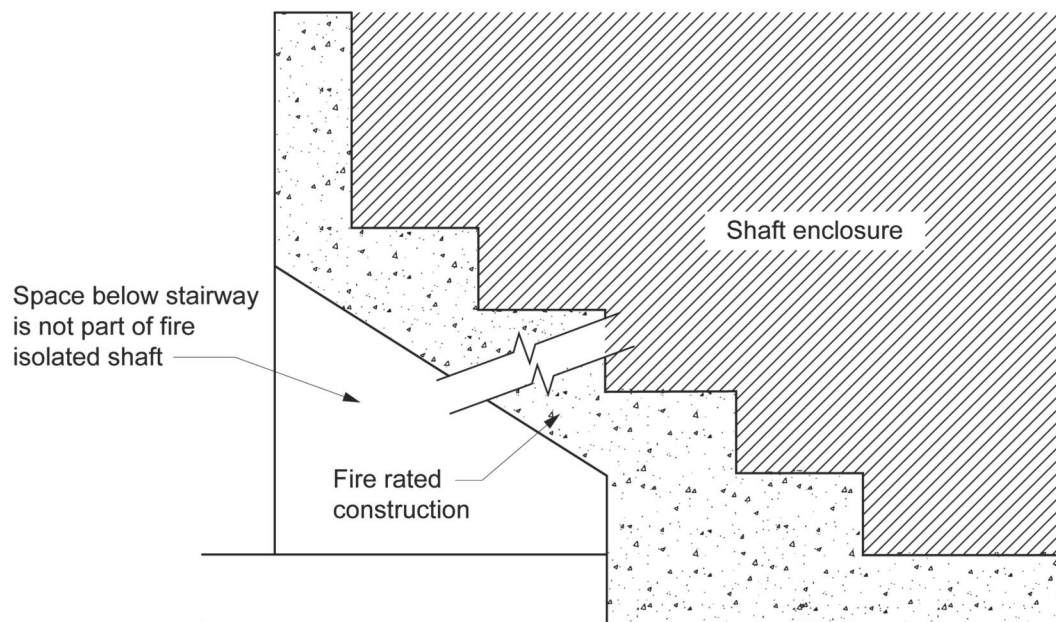 Shaft enclosure
Space below stairway
is not part of fire
isolated shaft
Fire rated
construction